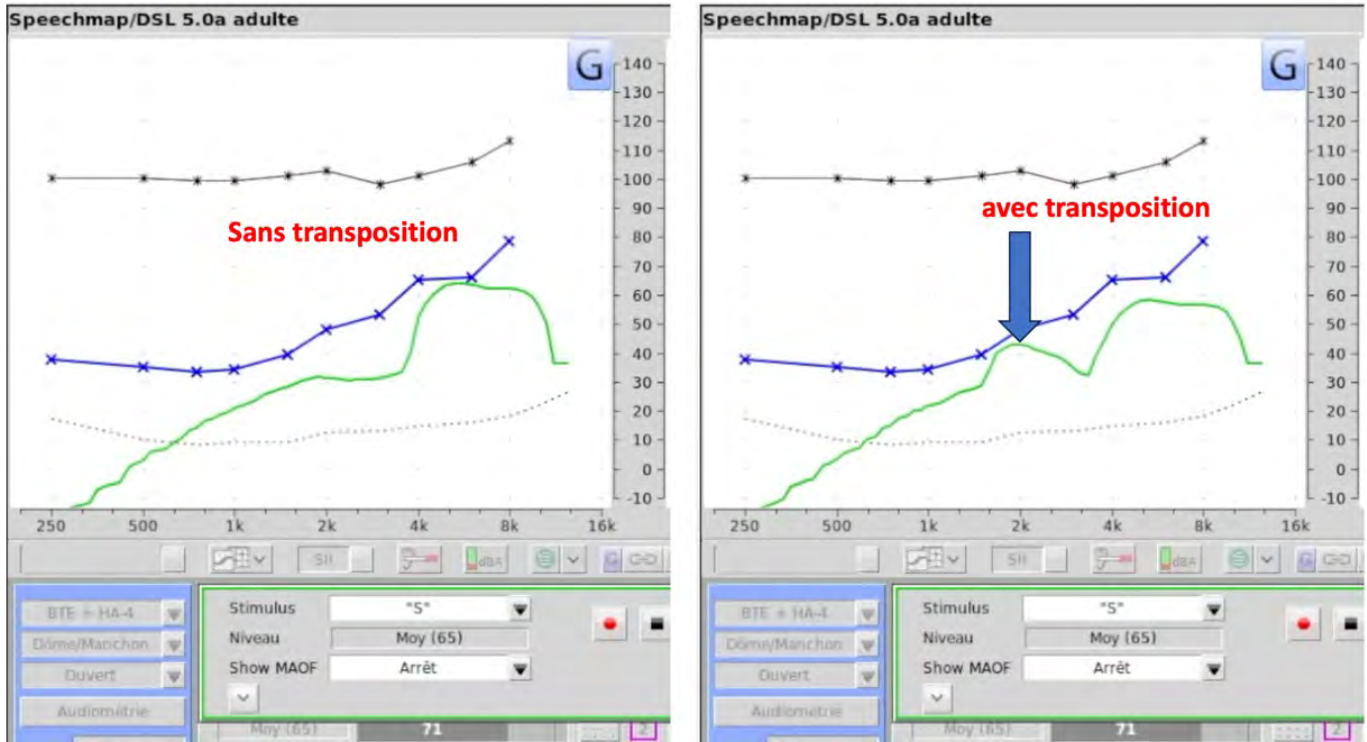 Speechmap/DSL 5.0a adulte
G
140
130
120
110
100
90
80
70
60
50
40
30
20
10
0
-10
Sans transposition
250 500 1k 2k 4k 8k 16k
SII
dBA
G
BTE + HA-4
Dôme/Manchon
Ouvert
Audiométrie
Stimulus "S"
Niveau Moy (65)
Show MAOF Arrêt
Moy (65) 71
2
Speechmap/DSL 5.0a adulte
G
140
130
120
110
100
90
80
70
60
50
40
30
20
10
0
-10
avec transposition
250 500 1k 2k 4k 8k 16k
SII
dBA
G
BTE + HA-4
Dôme/Manchon
Ouvert
Audiométrie
Stimulus "S"
Niveau Moy (65)
Show MAOF Arrêt
Moy (65) 71
2